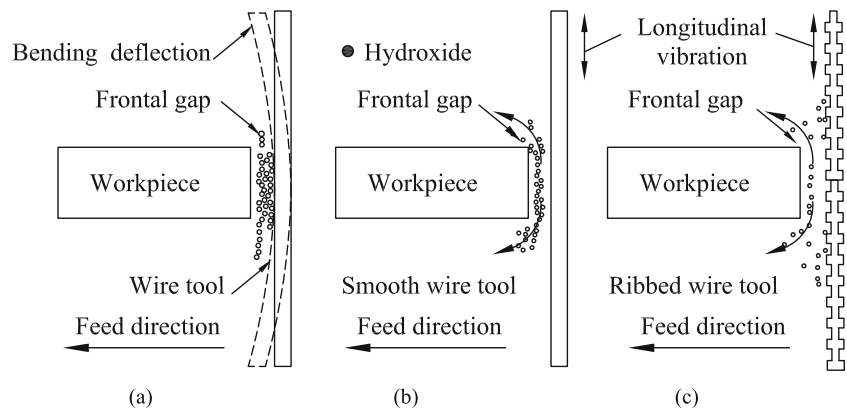 Bending deflection
Frontal gap
Workpiece
Wire tool
Feed direction
(a)
Hydroxide
Frontal gap
Workpiece
Smooth wire tool
Feed direction
(b)
Longitudinal
vibration
Frontal gap
Workpiece
Ribbed wire tool
Feed direction
(c)